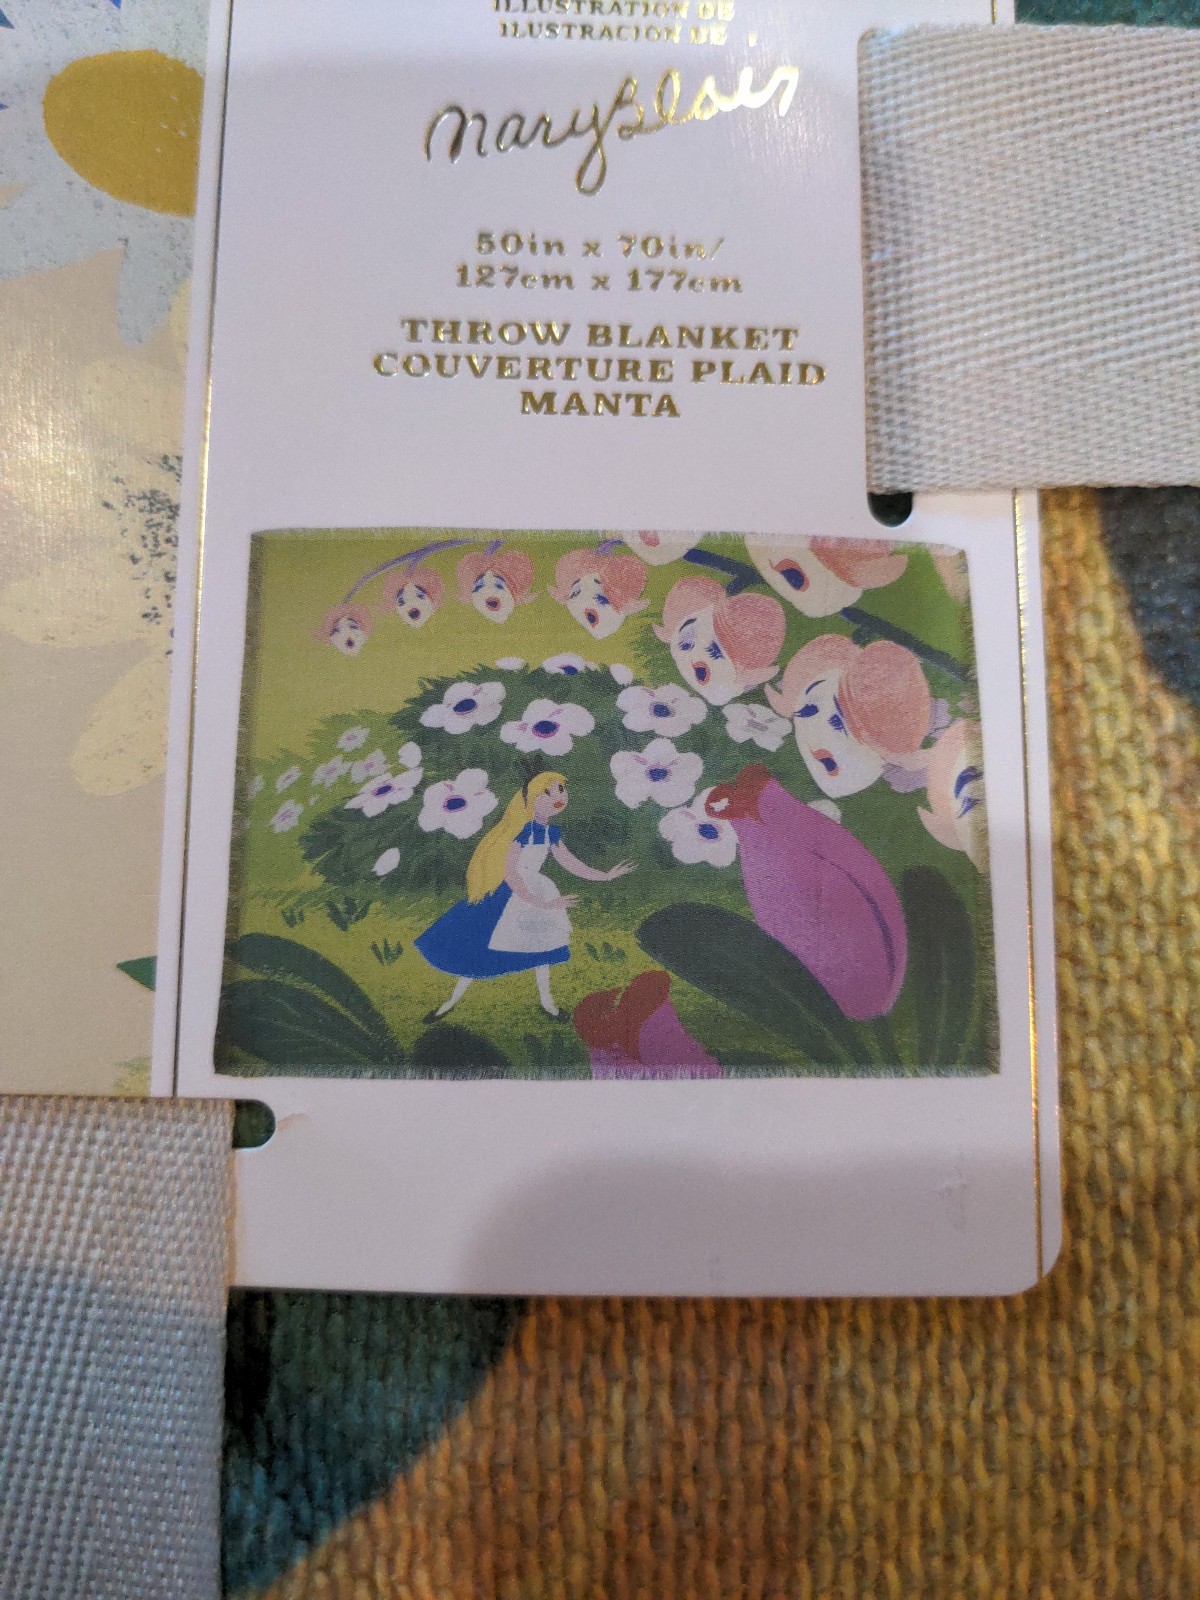 ILLUSTRATION DE
ILUSTRACIÓN DE
Mary Blair
50in x 70in/
127cm x 177cm
THROW BLANKET
COUVERTURE PLAID
MANTA